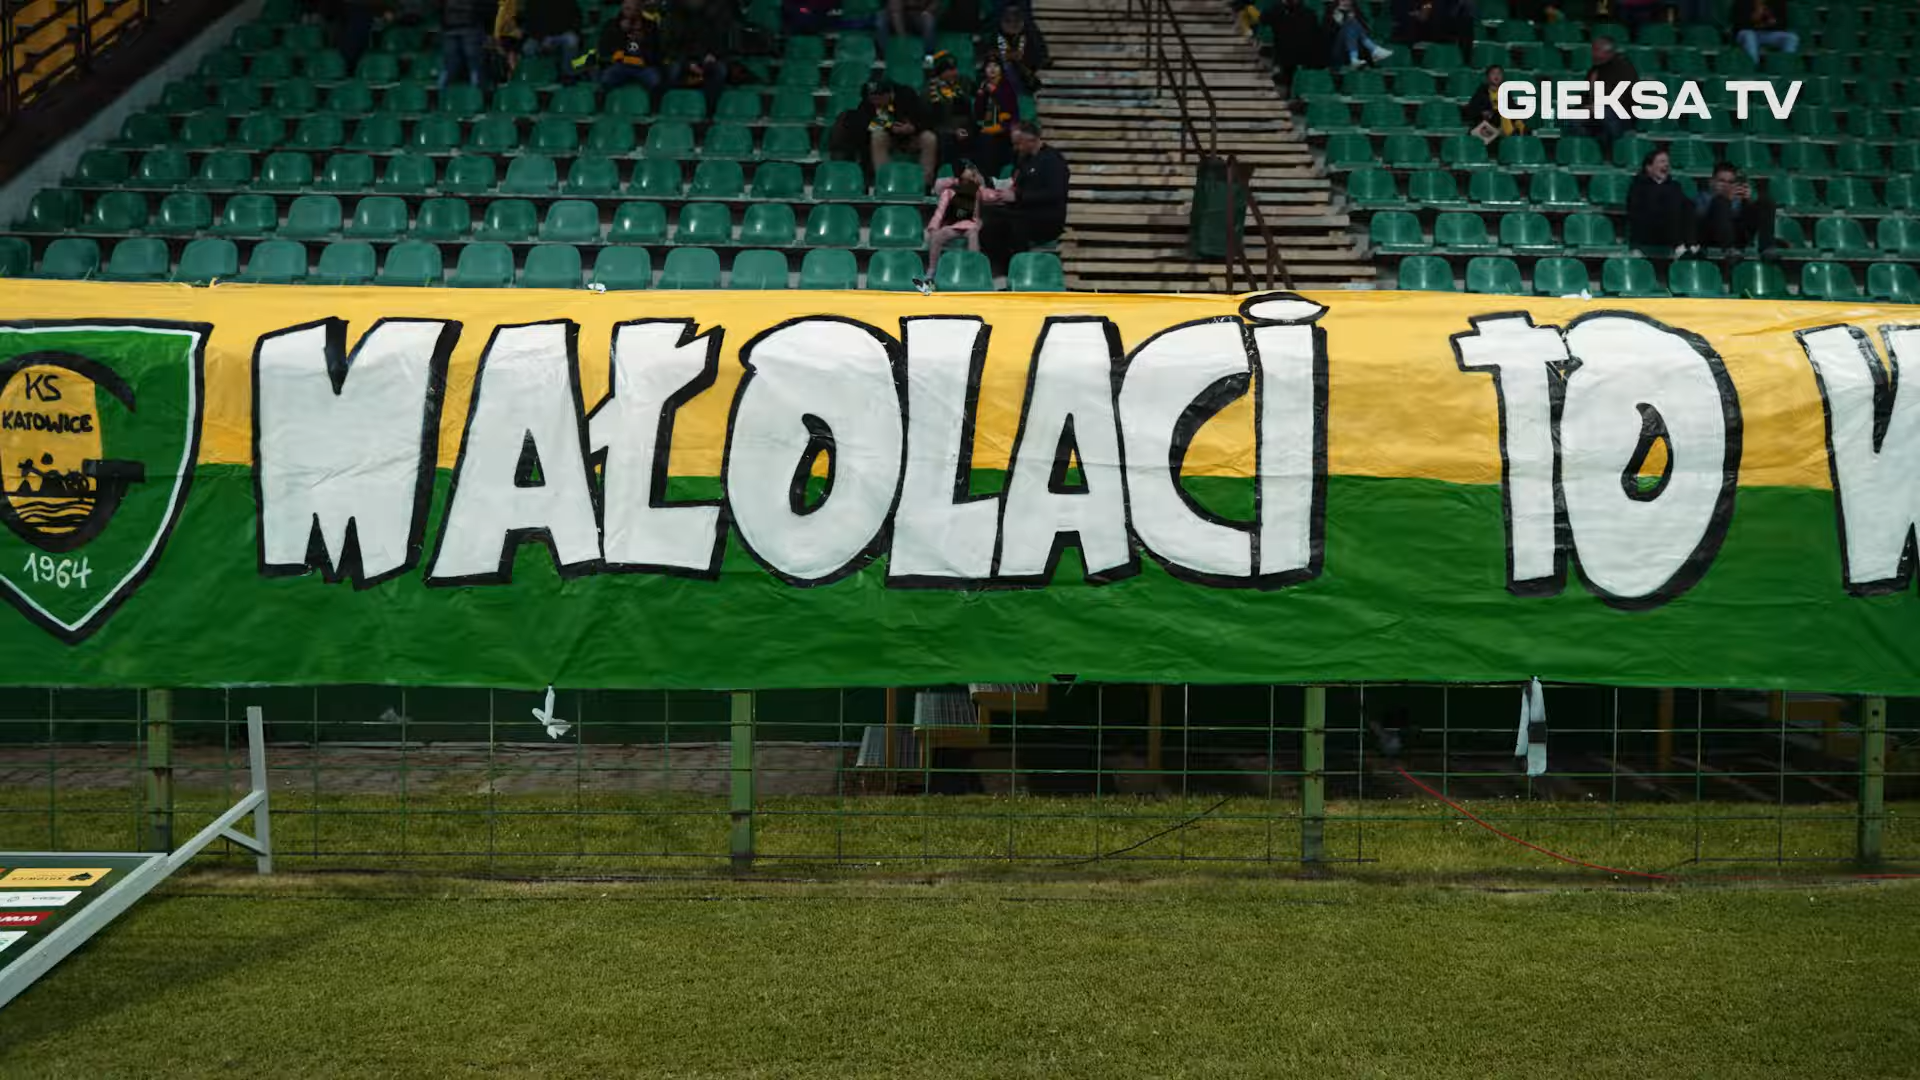 GIEKSA TV
MAŁOLACI TO W
KS
KATOWICE
G
1964